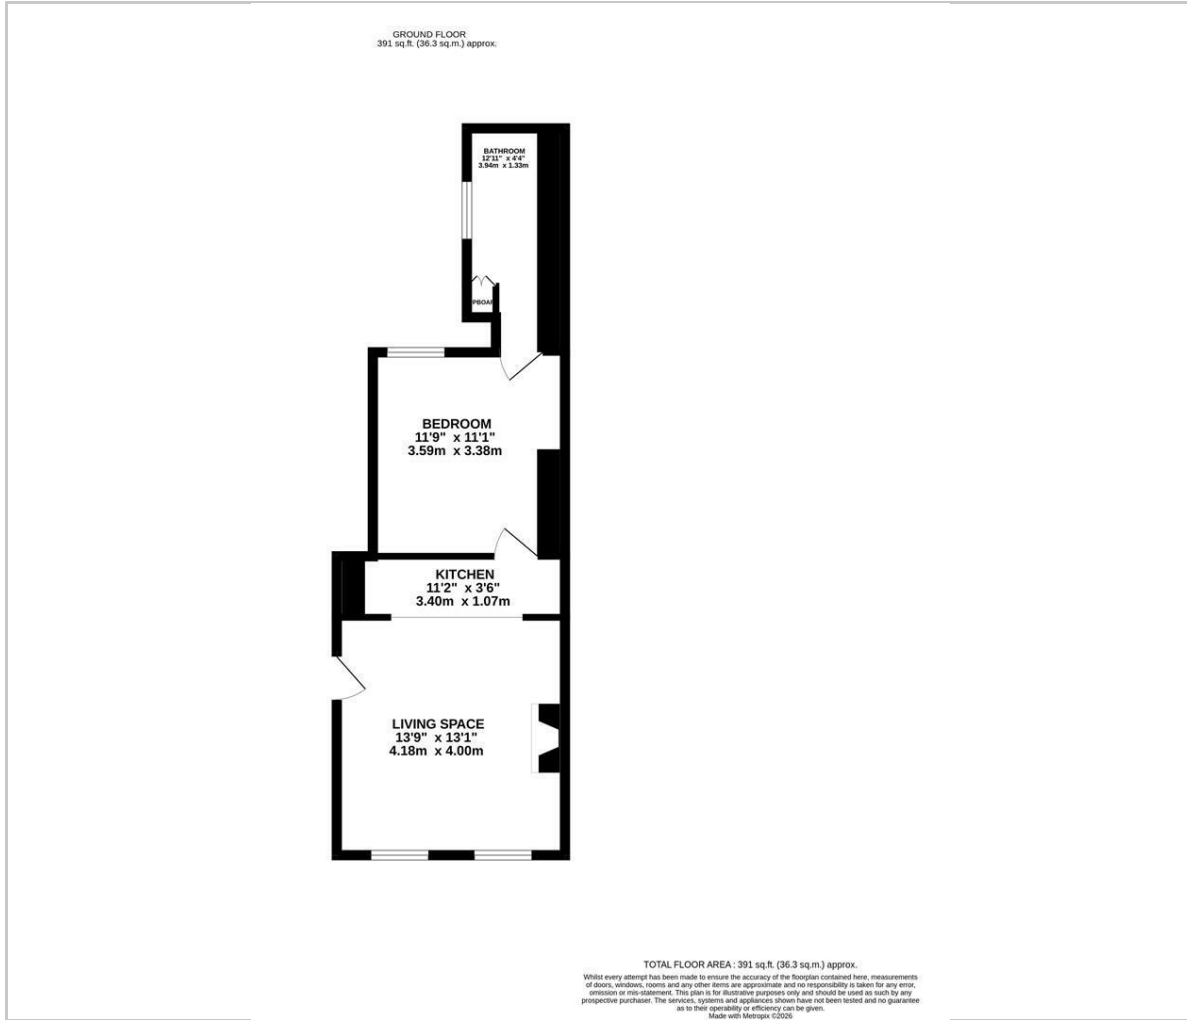 GROUND FLOOR
391 sq.ft. (36.3 sq.m.) approx.
BATHROOM
12'11" x 4'4"
3.94m x 1.33m
PBOA
BEDROOM
11'9" x 11'1"
3.59m x 3.38m
KITCHEN
11'2" x 3'6"
3.40m x 1.07m
LIVING SPACE
13'9" x 13'1"
4.18m x 4.00m
TOTAL FLOOR AREA : 391 sq.ft. (36.3 sq.m.) approx.
Whilst every attempt has been made to ensure the accuracy of the floorplan contained here, measurements
of doors, windows, rooms and any other items are approximate and no responsibility is taken for any error,
omission or mis-statement. This plan is for illustrative purposes only and should be used as such by any
prospective purchaser. The services, systems and appliances shown have not been tested and no guarantee
as to their operability or efficiency can be given.
Made with Metropix ©2026